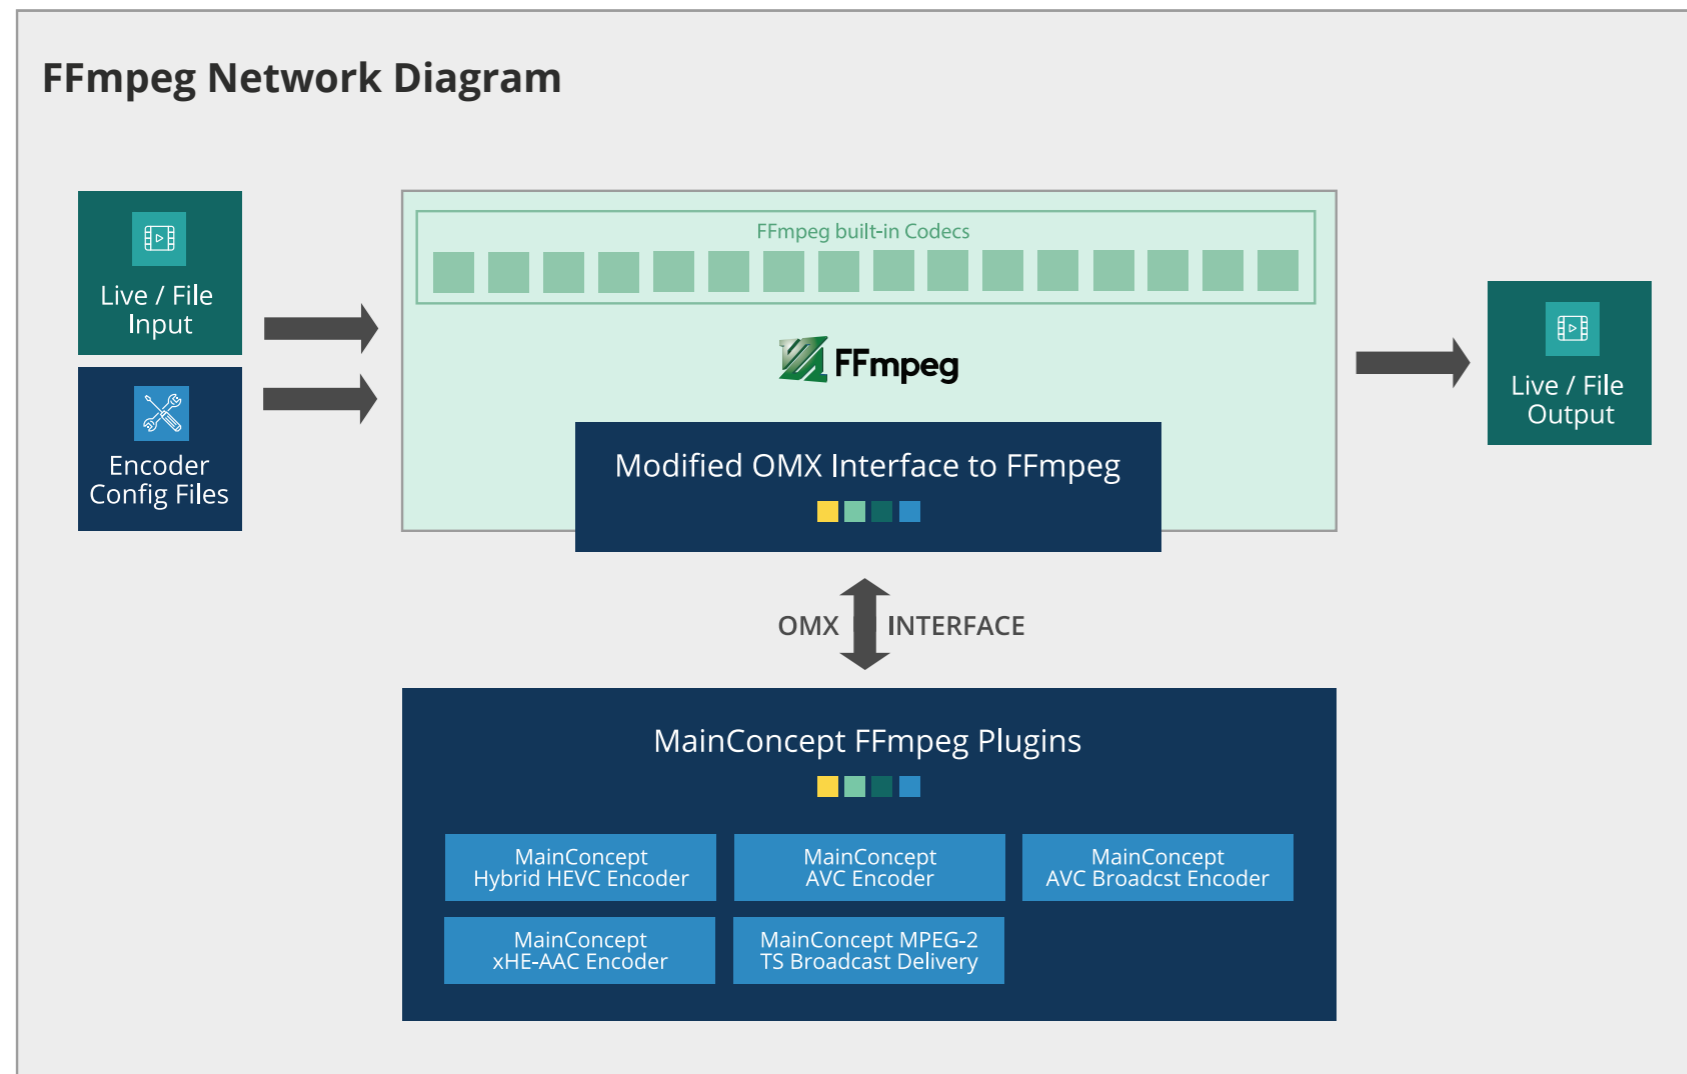 FFmpeg Network Diagram
Live / File
Input
Encoder
Config Files
FFmpeg built-in Codecs
FFmpeg
Modified OMX Interface to FFmpeg
Live / File
Output
OMX INTERFACE
MainConcept FFmpeg Plugins
MainConcept
Hybrid HEVC Encoder
MainConcept
AVC Encoder
MainConcept
AVC Broadcst Encoder
MainConcept
xHE-AAC Encoder
MainConcept MPEG-2
TS Broadcast Delivery